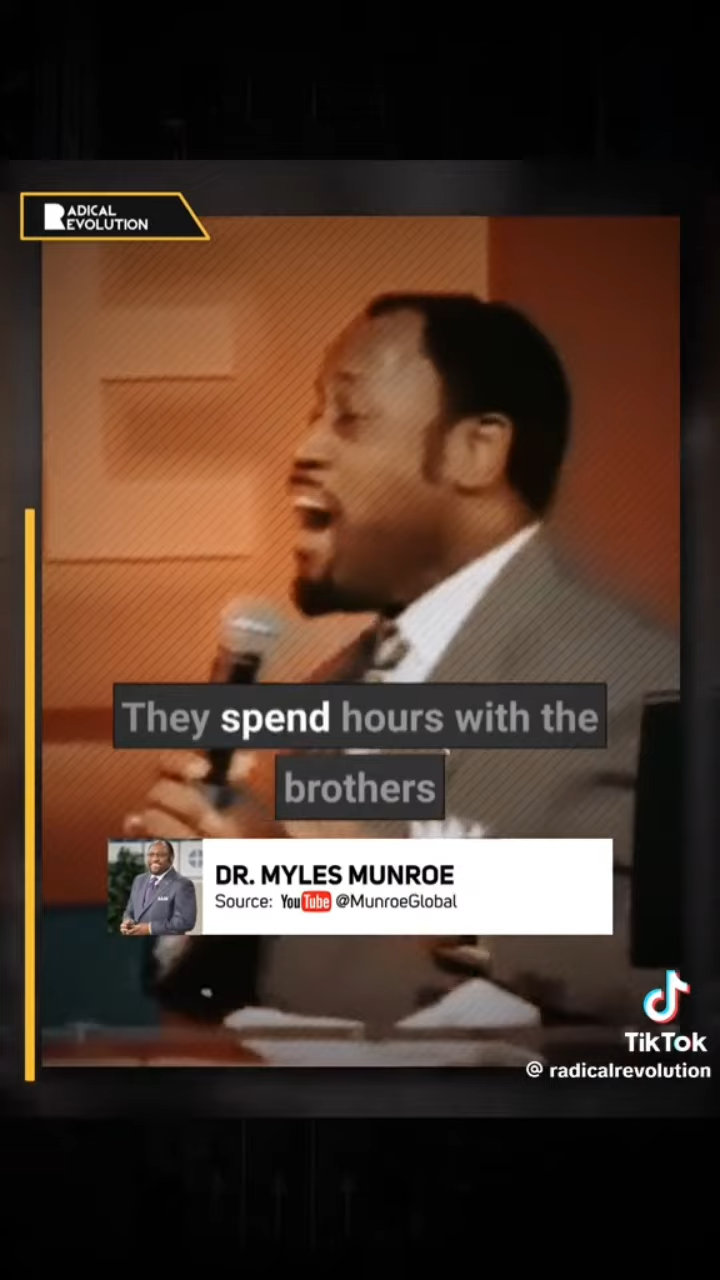 RADICAL
REVOLUTION
They spend hours with the
brothers
DR. MYLES MUNROE
Source: YouTube @MunroeGlobal
TikTok
@ radicalrevolution